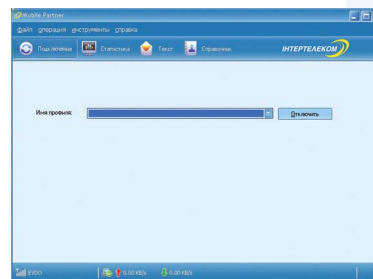 Mobile Partner
файл операция инструменты справка
Подключение Статистика Текст Справочник ИНТЕРТЕЛЕКОМ
Имя профиля: Отключить
EVDO 0,00 KB/s 0,00 KB/s